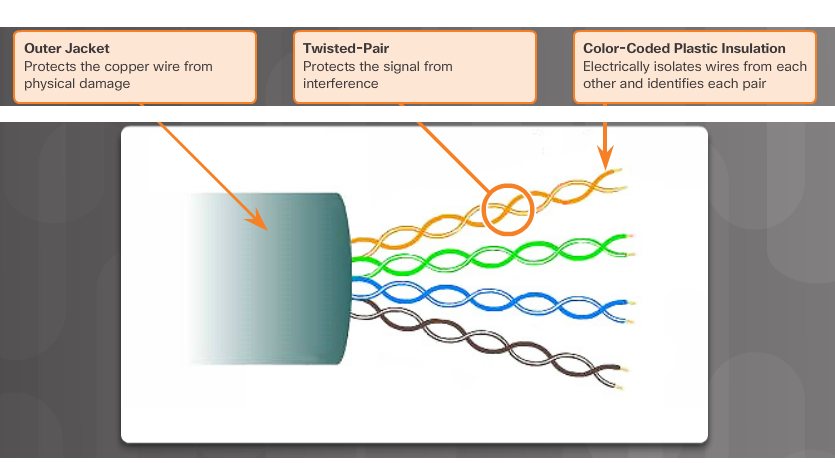 Outer Jacket
Protects the copper wire from
physical damage
Twisted-Pair
Protects the signal from
interference
Color-Coded Plastic Insulation
Electrically isolates wires from each
other and identifies each pair